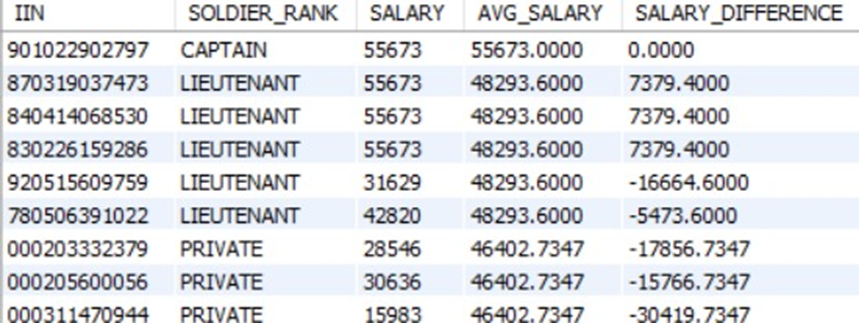 IIN SOLDIER_RANK SALARY AVG_SALARY SALARY_DIFFERENCE
901022902797 CAPTAIN 55673 55673.0000 0.0000
870319037473 LIEUTENANT 55673 48293.6000 7379.4000
840414068530 LIEUTENANT 55673 48293.6000 7379.4000
830226159286 LIEUTENANT 55673 48293.6000 7379.4000
920515609759 LIEUTENANT 31629 48293.6000 -16664.6000
780506391022 LIEUTENANT 42820 48293.6000 -5473.6000
000203332379 PRIVATE 28546 46402.7347 -17856.7347
000205600056 PRIVATE 30636 46402.7347 -15766.7347
000311470944 PRIVATE 15983 46402.7347 -30419.7347